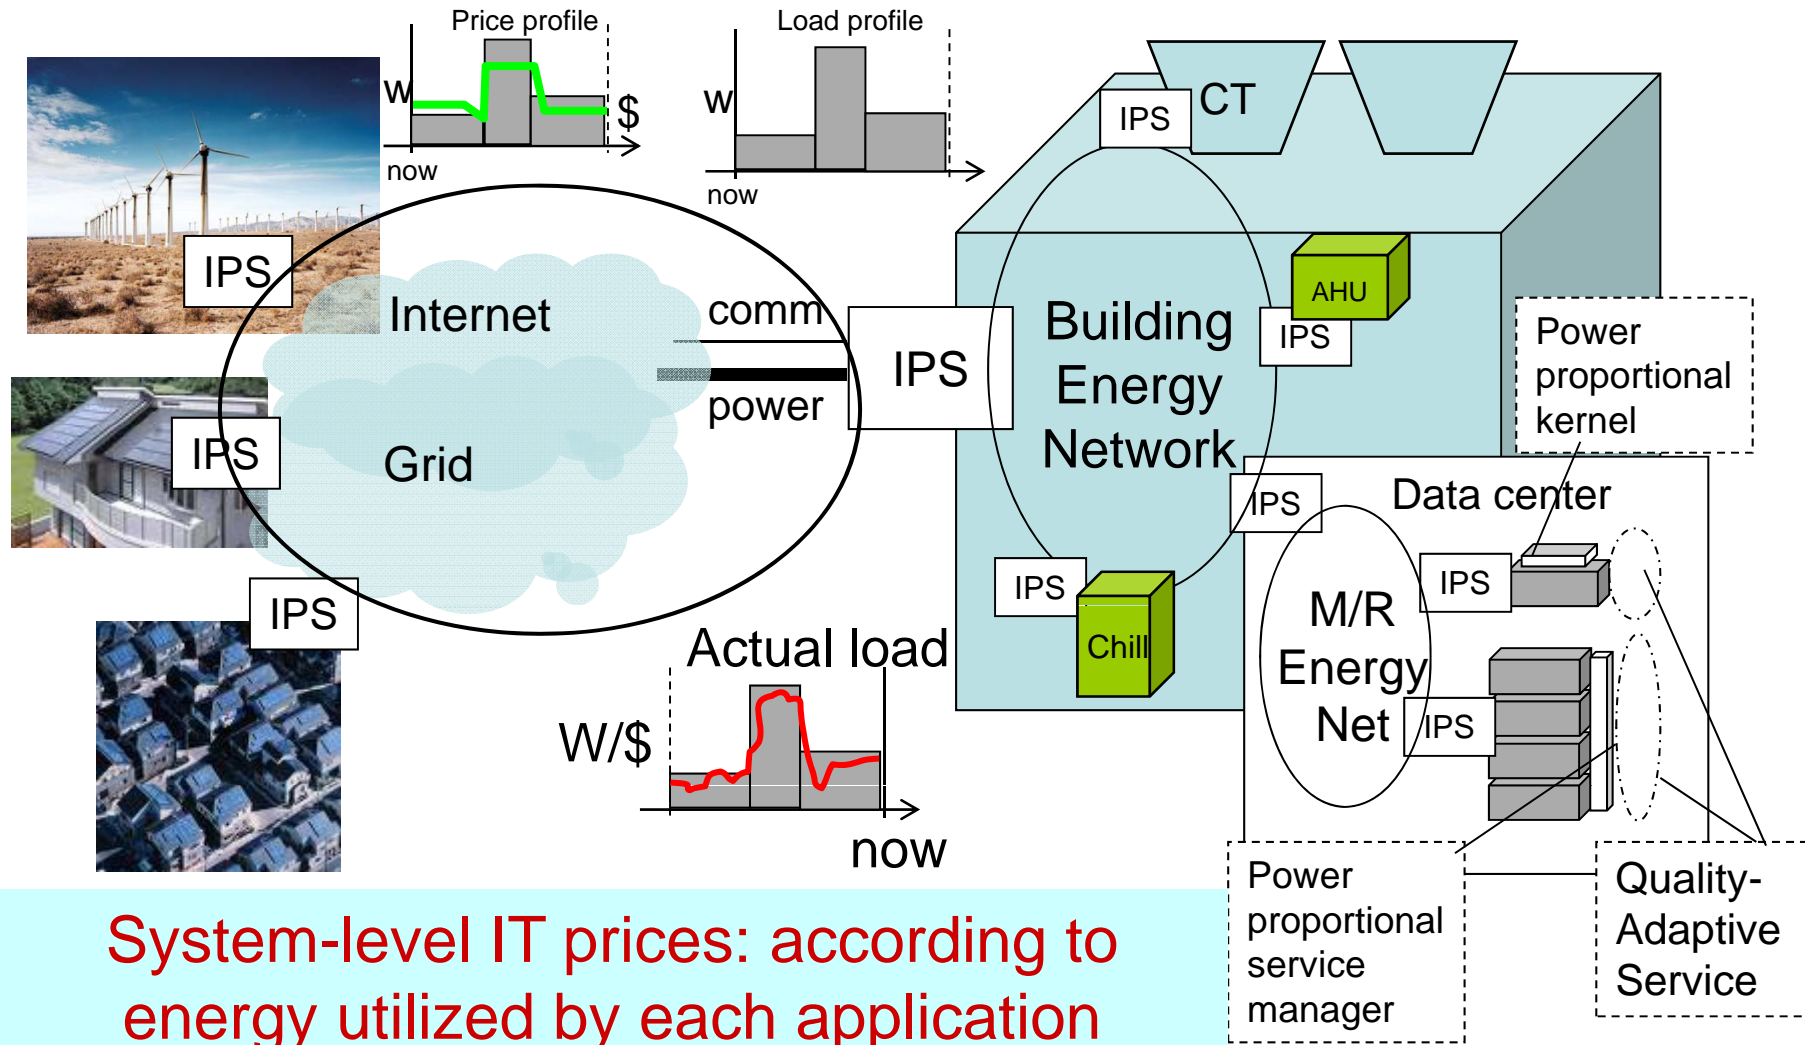 Price profile
w
$
now
Load profile
w
now
CT
IPS
IPS
Internet
Grid
comm
power
IPS
IPS
IPS
Building
Energy
Network
AHU
IPS
IPS
Chill
IPS
Power
proportional
kernel
Data center
M/R
Energy
Net
IPS
IPS
Actual load
W/$
now
Power
proportional
service
manager
Quality-
Adaptive
Service
System-level IT prices: according to
energy utilized by each application